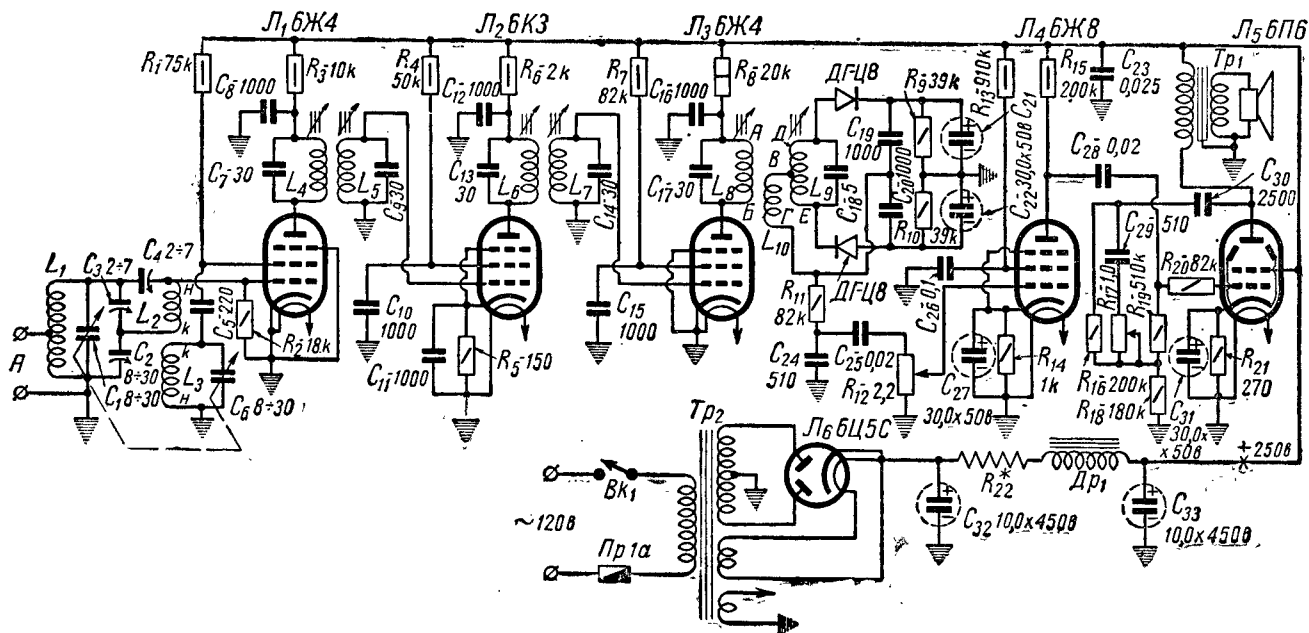 Л₁ 6Ж4
Л₂ 6К3
Л₃ 6Ж4
Л₄ 6Ж8
Л₅ 6П6
R₁-75k
C₈-1000
R₃-10k
R₄ 50k
C₁₂-1000
R₆-2k
R₇ 82k
C₁₆-1000
R₈-20k
ДГ-Ц8
R₉-39k
R₁₃-910k
C₂₁
R₁₅ 200k
C₂₃ 0,025
Тр₁
C₇-30
L₄
L₅
C₉-30
C₁₃ 30
L₆
L₇
C₁₄-30
C₁₇-30
L₈
А
Б
Д
В
Г
Е
L₉
C₁₈-5
L₁₀
C₁₉ 1000
C₂₀-1000
R₁₀-39k
C₂₂-30,0x50в
C₂₈-0,02
C₃₀ 2500
C₂₉-510
R₂₀-82k
L₁
C₃ 2÷7
C₄ 2÷7
L₂
н
C₅-220
R₂-18k
к
А
C₂ 8÷30
C₁ 8÷30
L₃
к
н
C₆ 8÷30
C₁₀ 1000
C₁₁-1000
R₅-150
C₁₅ 1000
ДГ-Ц8
R₁₁ 82k
C₂₄ 510
C₂₅-0,02
R₁₂-2,2
C₂₆-0,1
C₂₇ 30,0x50в
R₁₄ 1k
R₁₇-1,0
R₁₉-510k
R₁₆-200k
R₁₈-180k
C₃₁ 30,0x x50в
R₂₁ 270
Тр₂
Л₆ 6Ц5С
Вк₁
~120в
Пр 1а
R₂₂*
Др₁
+250в
C₃₂ 10,0x450в
C₃₃ 10,0x450в